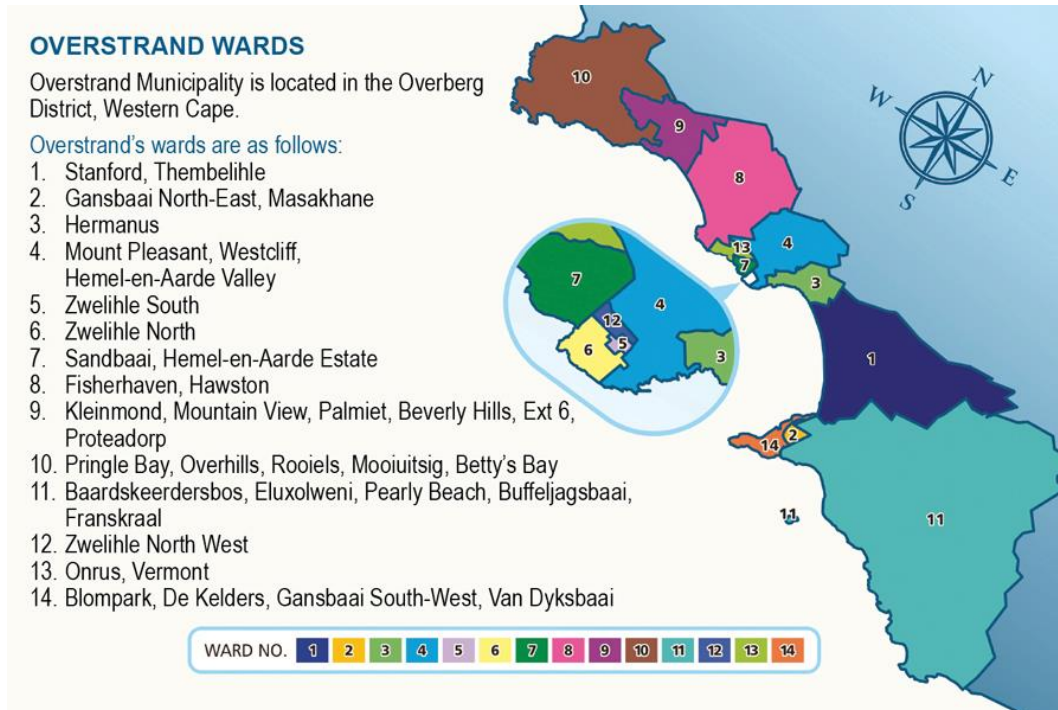 OVERSTRAND WARDS
Overstrand Municipality is located in the Overberg
District, Western Cape.
Overstrand's wards are as follows:
1. Stanford, Thembelihle
2. Gansbaai North-East, Masakhane
3. Hermanus
4. Mount Pleasant, Westcliff,
Hemel-en-Aarde Valley
5. Zwelihle South
6. Zwelihle North
7. Sandbaai, Hemel-en-Aarde Estate
8. Fisherhaven, Hawston
9. Kleinmond, Mountain View, Palmiet, Beverly Hills, Ext 6,
Proteadorp
10. Pringle Bay, Overhills, Rooiels, Mooiuitsig, Betty's Bay
11. Baardskeerdersbos, Eluxolweni, Pearly Beach, Buffeljagsbaai,
Franskraal
12. Zwelihle North West
13. Onrus, Vermont
14. Blompark, De Kelders, Gansbaai South-West, Van Dyksbaai
10
9
8
13
4
7
3
1
2
14
11
11
7
4
12
5
6
3
N
W
E
S
WARD NO. 1 2 3 4 5 6 7 8 9 10 11 12 13 14